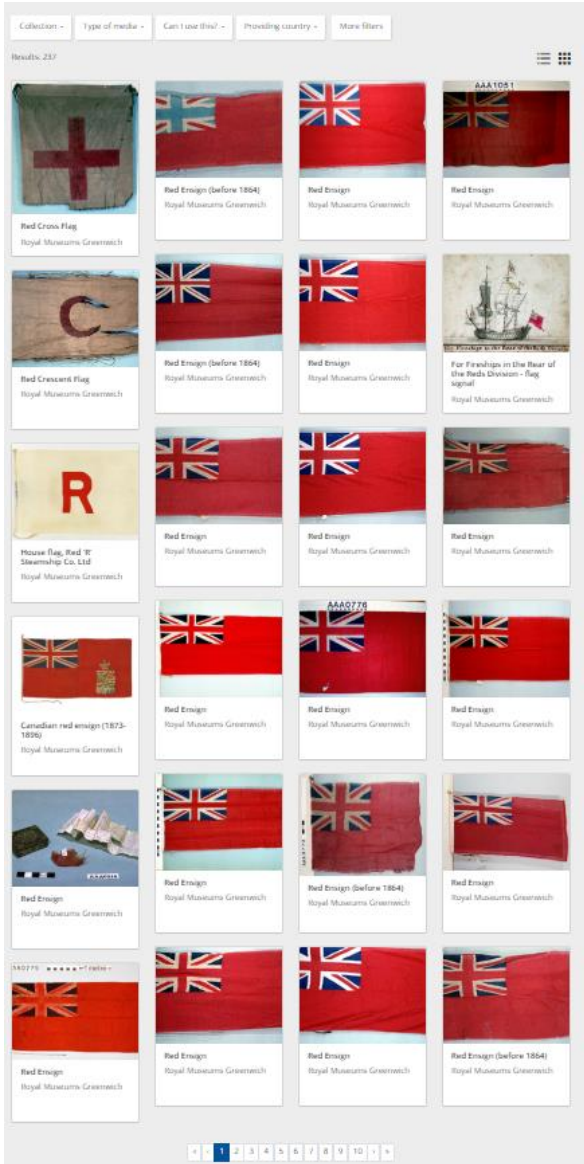 Collection
Type of media
Can I use this?
Providing country
More filters
Results: 237
Red Cross Flag
Royal Museums Greenwich
Red Ensign (before 1864)
Royal Museums Greenwich
Red Ensign
Royal Museums Greenwich
AAA1051
Red Ensign
Royal Museums Greenwich
Red Crescent Flag
Royal Museums Greenwich
Red Ensign (before 1864)
Royal Museums Greenwich
Red Ensign
Royal Museums Greenwich
For Fireships in the Rear of
the Reds Division - flag
signal
Royal Museums Greenwich
R
House flag, Red 'R'
Steamship Co. Ltd
Royal Museums Greenwich
Red Ensign
Royal Museums Greenwich
Red Ensign
Royal Museums Greenwich
Red Ensign
Royal Museums Greenwich
Canadian red ensign (1873-
1896)
Royal Museums Greenwich
Red Ensign
Royal Museums Greenwich
AAA0776
Red Ensign
Royal Museums Greenwich
Red Ensign
Royal Museums Greenwich
Red Ensign
Royal Museums Greenwich
Red Ensign
Royal Museums Greenwich
Red Ensign (before 1864)
Royal Museums Greenwich
Red Ensign
Royal Museums Greenwich
Red Ensign
Royal Museums Greenwich
Red Ensign
Royal Museums Greenwich
Red Ensign
Royal Museums Greenwich
Red Ensign (before 1864)
Royal Museums Greenwich
« ‹ 1 2 3 4 5 6 7 8 9 10 › »